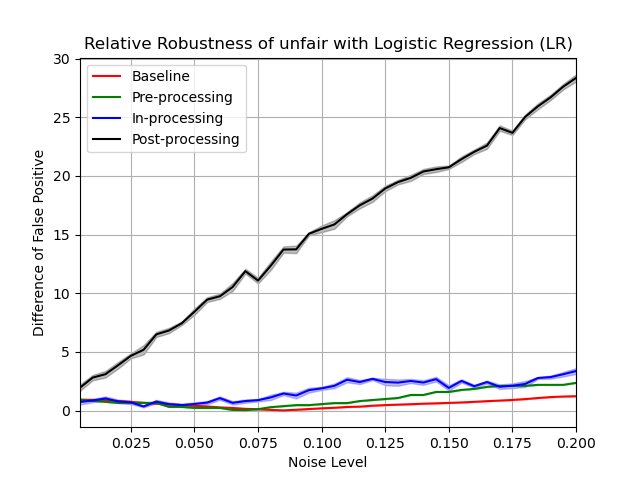 Relative Robustness of unfair with Logistic Regression (LR)
Baseline
Pre-processing
In-processing
Post-processing
Difference of False Positive
30
25
20
15
10
5
0
0.025 0.050 0.075 0.100 0.125 0.150 0.175 0.200
Noise Level